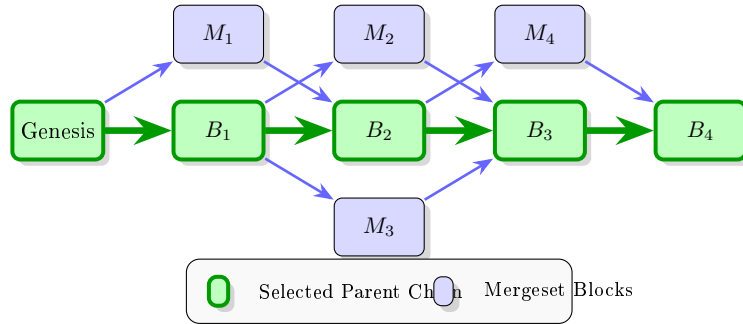 M1 M2 M4
Genesis B1 B2 B3 B4
M3
Selected Parent Chain Mergeset Blocks